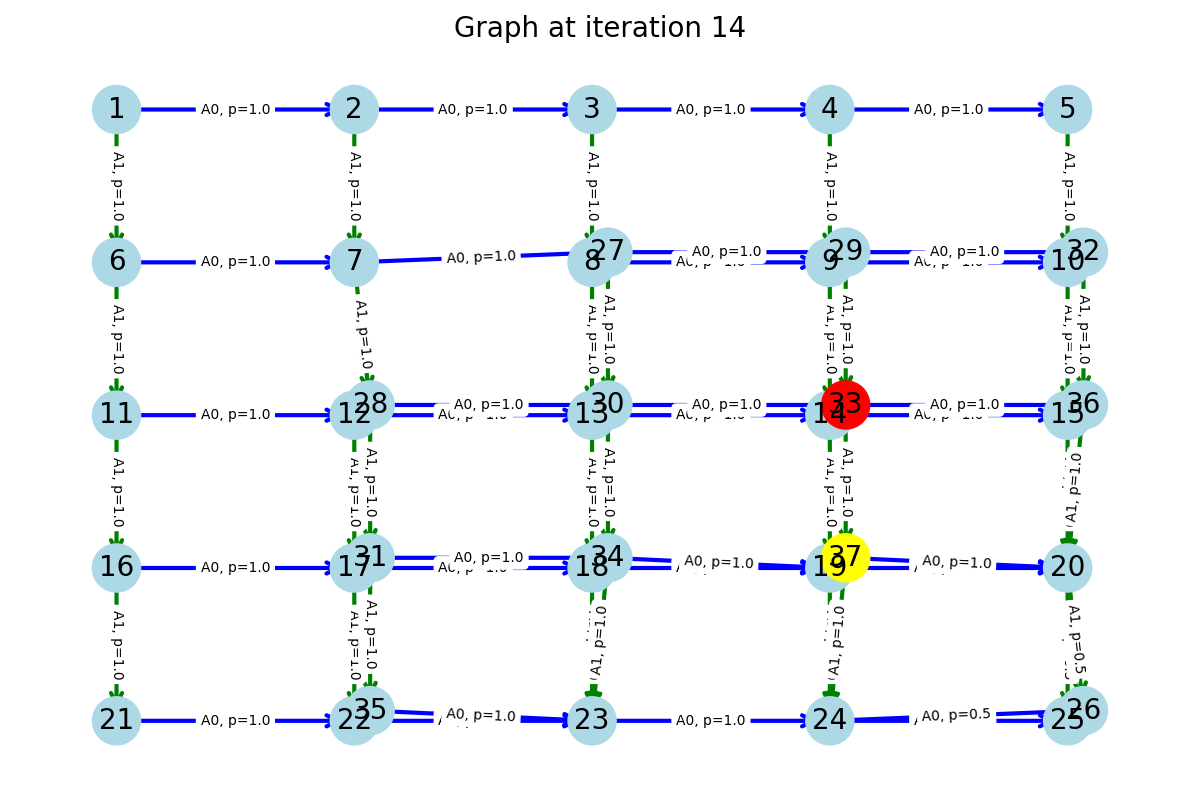 Graph at iteration 14
1 A0, p=1.0 2 A0, p=1.0 3 A0, p=1.0 4 A0, p=1.0 5
A1, p=1.0 A1, p=1.0 A1, p=1.0 A1, p=1.0 A1, p=1.0
27 A0, p=1.0 29 A0, p=1.0 32
6 A0, p=1.0 7 A0, p=1.0 8 9 10
A1, p=1.0 A1, p=1.0 A1, p=1.0 A1, p=1.0 A1, p=1.0 A1, p=1.0 A1, p=1.0 A1, p=1.0
28 A0, p=1.0 30 A0, p=1.0 33 A0, p=1.0 36
11 A0, p=1.0 12 A0, p=1.0 13 A0, p=1.0 14 A0, p=1.0 15
A1, p=1.0 A1, p=1.0 A1, p=1.0 A1, p=1.0 A1, p=1.0 A1, p=1.0 A1, p=1.0 A1, p=1.0
31 A0, p=1.0 34 A0, p=1.0 37 A0, p=1.0
16 A0, p=1.0 17 A0, p=1.0 18 19 20
A1, p=1.0 A1, p=1.0 A1, p=1.0 A1, p=1.0 A1, p=1.0 A1, p=0.5
35 A0, p=1.0 A0, p=0.5 26
21 A0, p=1.0 22 23 A0, p=1.0 24 25